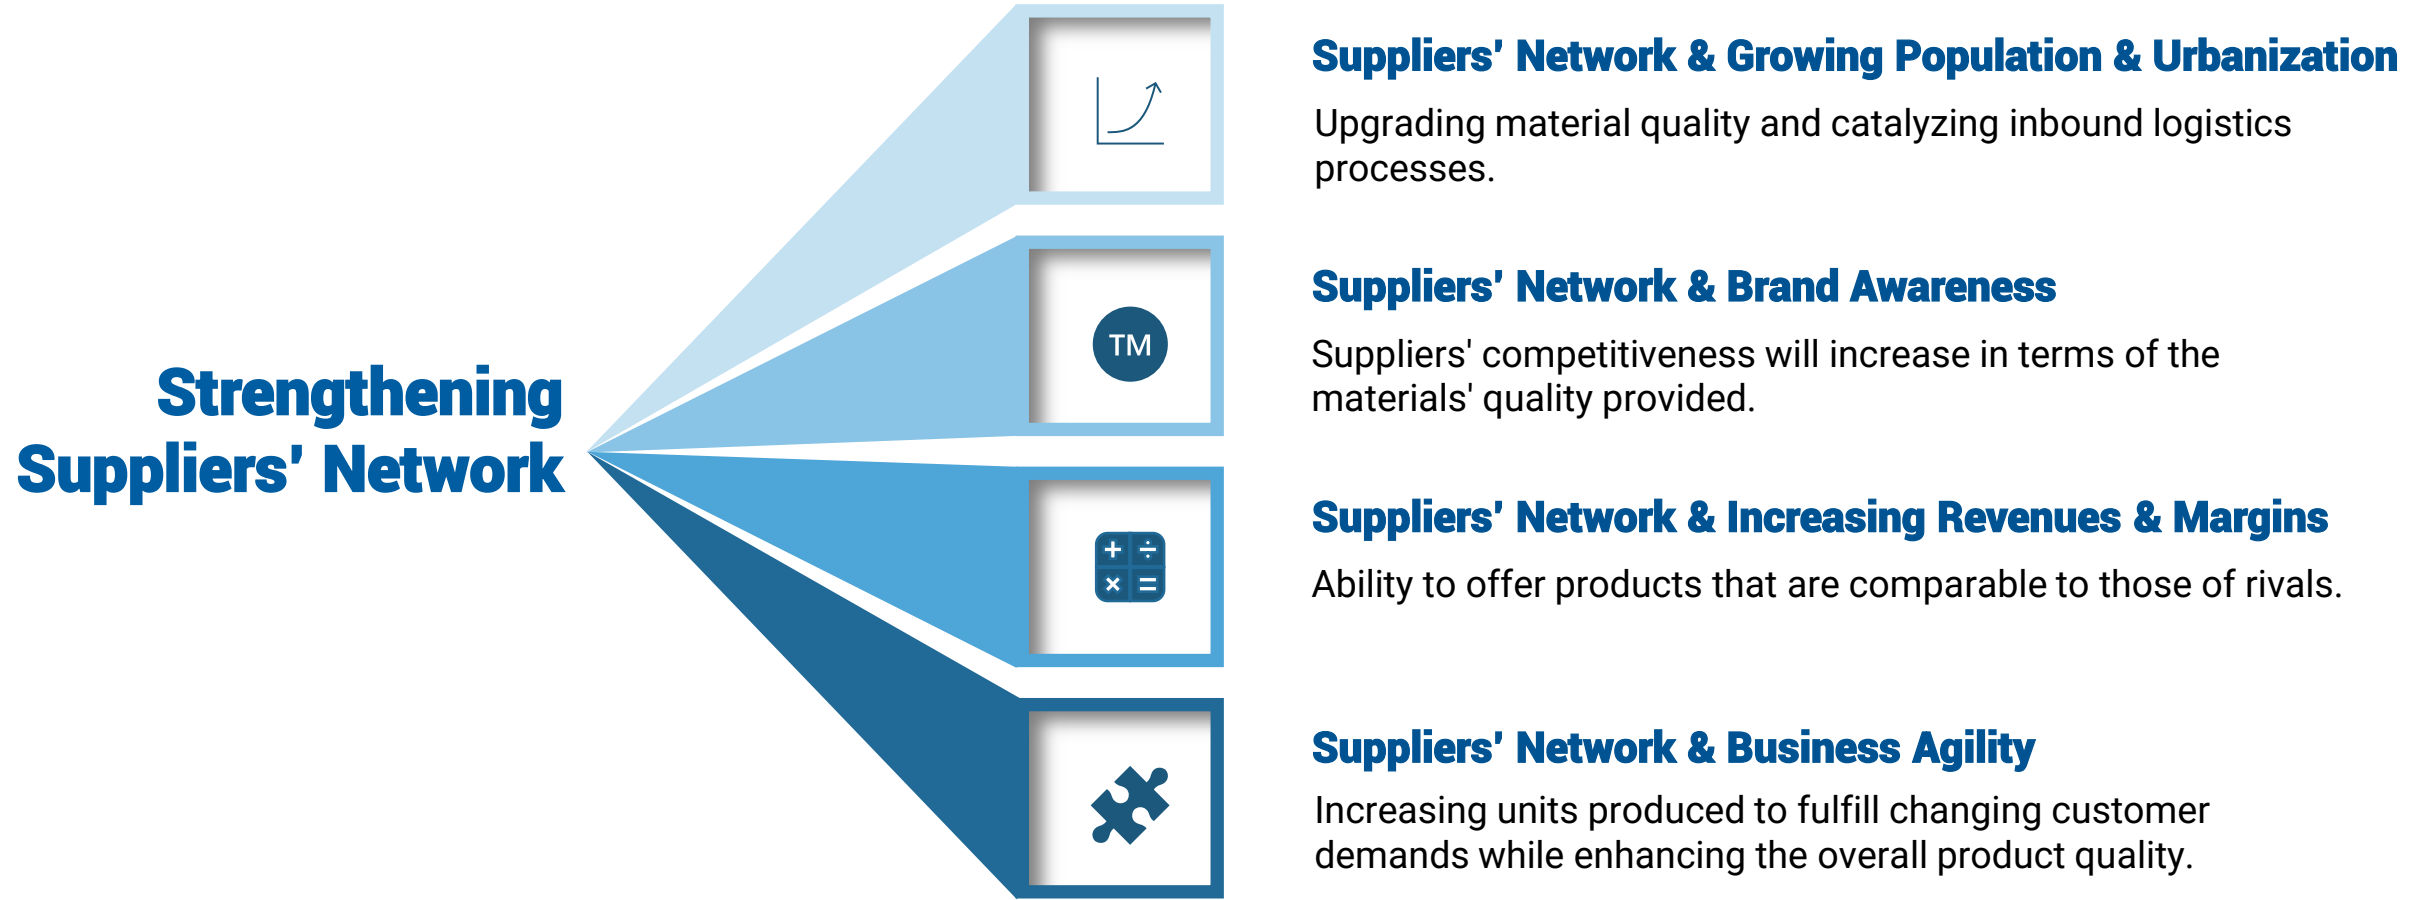 Strengthening
Suppliers’ Network
Suppliers’ Network & Growing Population & Urbanization
Upgrading material quality and catalyzing inbound logistics
processes.
TM
Suppliers’ Network & Brand Awareness
Suppliers' competitiveness will increase in terms of the
materials' quality provided.
Suppliers’ Network & Increasing Revenues & Margins
Ability to offer products that are comparable to those of rivals.
Suppliers’ Network & Business Agility
Increasing units produced to fulfill changing customer
demands while enhancing the overall product quality.